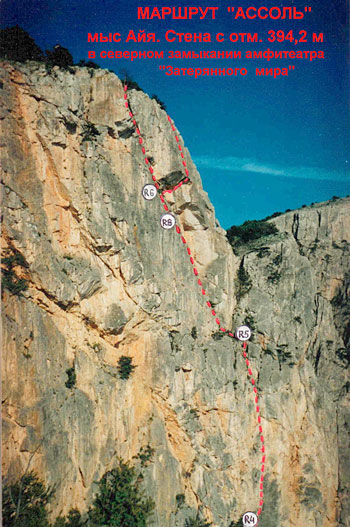 МАРШРУТ "АССОЛЬ"
мыс Айя. Стена с отм. 394,2 м
в северном замыкании амфитеатра
"Затерянного мира"
R6
R8
R5
R4